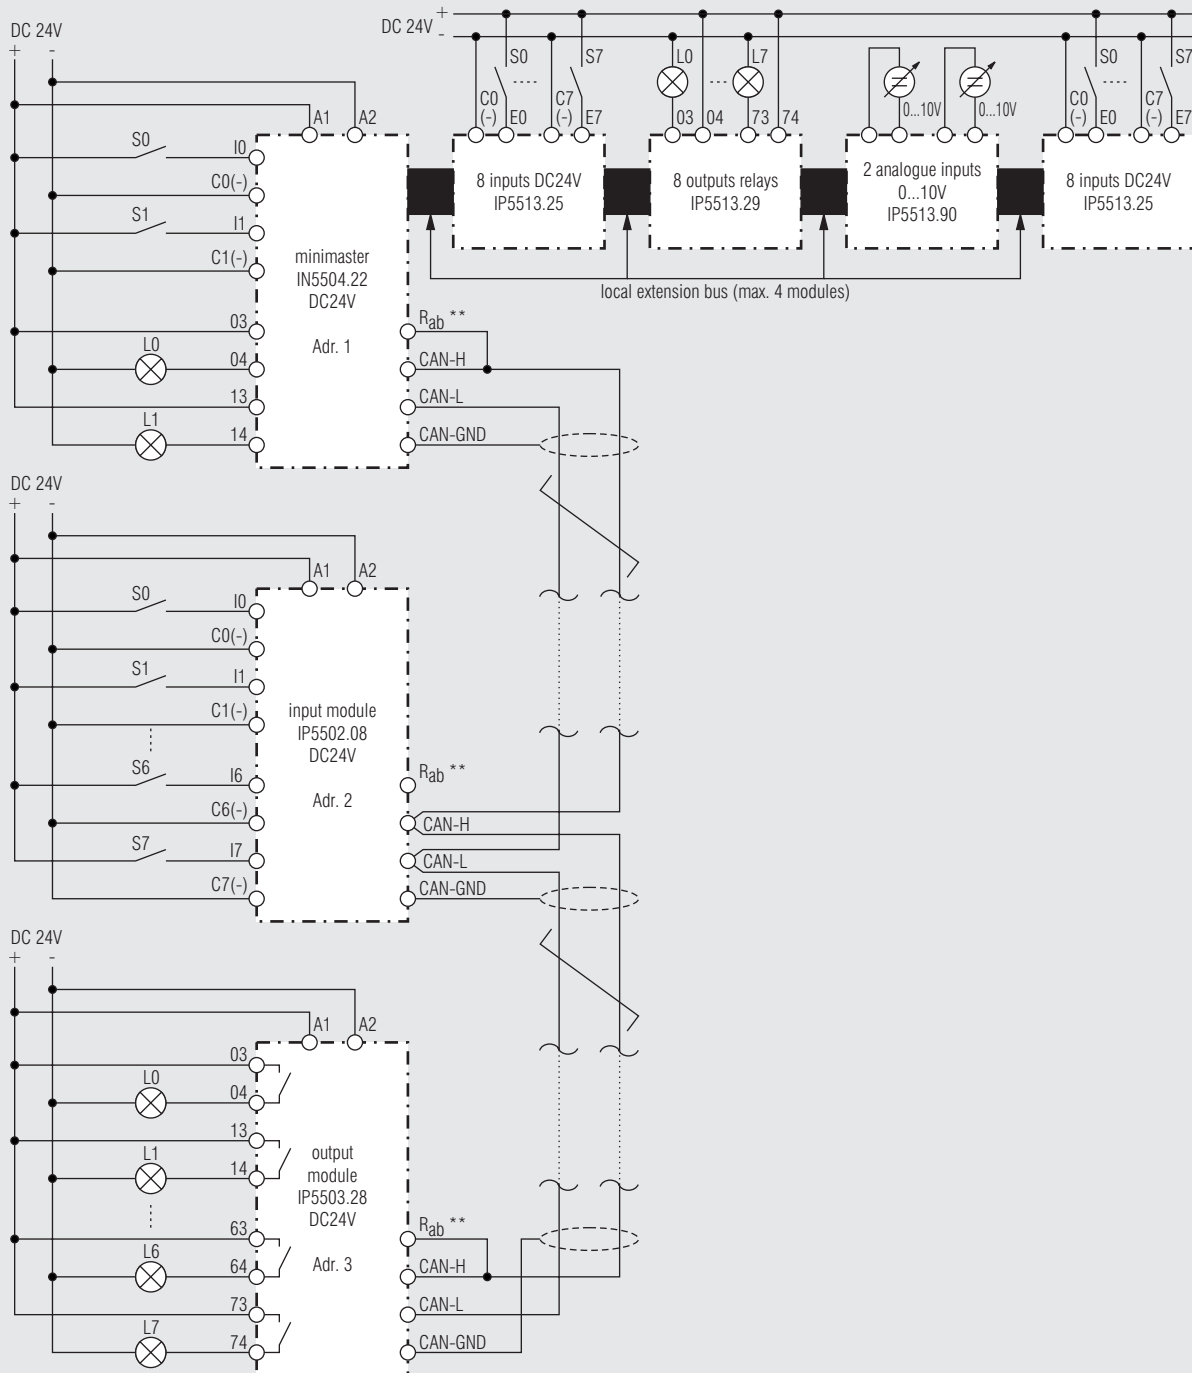 DC 24V
+ -
DC 24V
+
-
S0 S7 L0 L7 S0 S7
C0 (-) E0 C7 (-) E7 03 04 73 74 0...10V 0...10V C0 (-) E0 C7 (-) E7
8 inputs DC24V
IP5513.25
8 outputs relays
IP5513.29
2 analogue inputs
0...10V
IP5513.90
8 inputs DC24V
IP5513.25
local extension bus (max. 4 modules)
A1 A2
S0 I0
C0(-)
S1 I1
C1(-)
03
L0 04
13
L1 14
minimaster
IN5504.22
DC24V
Adr. 1
Rab **
CAN-H
CAN-L
CAN-GND
DC 24V
+ -
A1 A2
S0 I0
C0(-)
S1 I1
C1(-)
S6 I6
C6(-)
S7 I7
C7(-)
input module
IP5502.08
DC24V
Adr. 2
Rab **
CAN-H
CAN-L
CAN-GND
DC 24V
+ -
A1 A2
03
L0 04
13
L1 14
63
L6 64
73
L7 74
output
module
IP5503.28
DC24V
Adr. 3
Rab **
CAN-H
CAN-L
CAN-GND